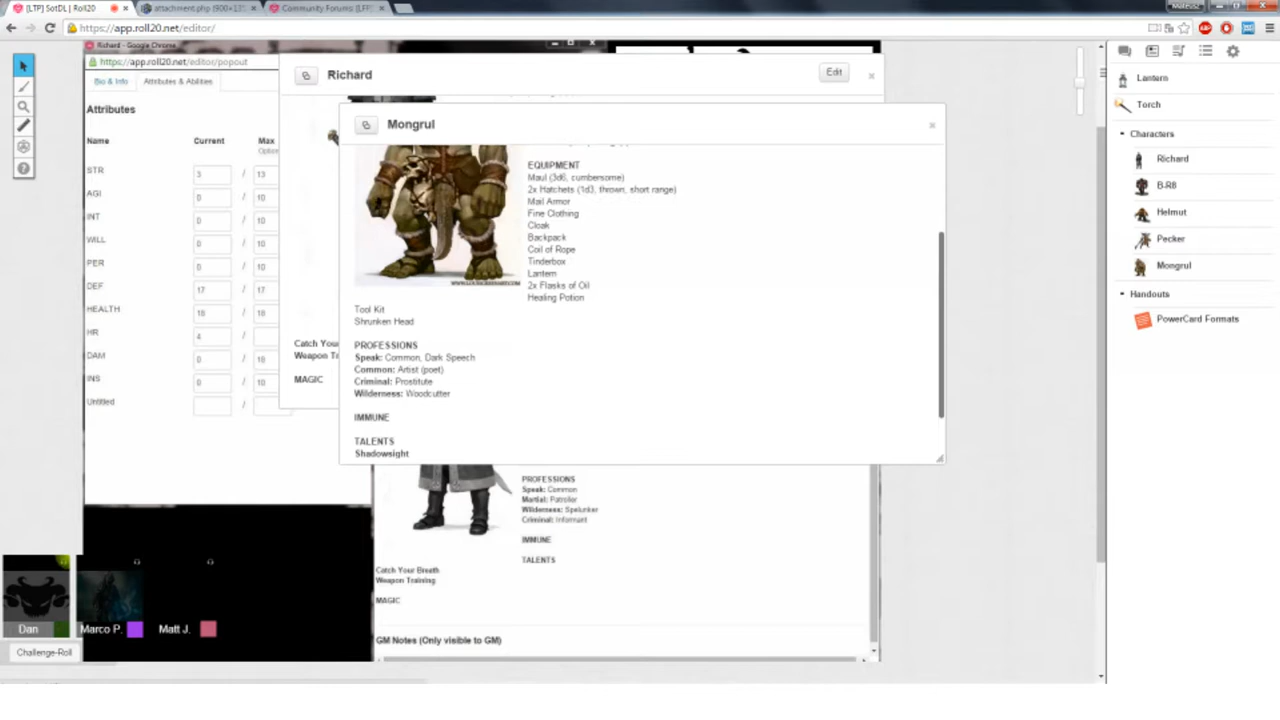 [LTP] SotDL | Roll20
attachment.php (900×13
Community Forums [LFF
Mateusz
https://app.roll20.net/editor/
Richard - Google Chrome
https://app.roll20.net/editor/popout
Bio & Info
Attributes & Abilities
Attributes
Name Current Max
Option
STR 3 / 13
AGI 0 / 10
INT 0 / 10
WILL 0 / 10
PER 0 / 10
DEF 17 / 17
HEALTH 18 / 18
HR 4 /
DAM 0 / 18
INS 0 / 10
Untitled /
Richard
Edit
Catch Your
Weapon Tr
MAGIC
Mongrul
EQUIPMENT
Maul (3d6, cumbersome)
2x Hatchets (1d3, thrown, short range)
Mail Armor
Fine Clothing
Cloak
Backpack
Coil of Rope
Tinderbox
Lantern
2x Flasks of Oil
Healing Potion
Tool Kit
Shrunken Head
PROFESSIONS
Speak: Common, Dark Speech
Common: Artist (poet)
Criminal: Prostitute
Wilderness: Woodcutter
IMMUNE
TALENTS
Shadowsight
PROFESSIONS
Speak: Common
Martial: Patroller
Wilderness: Spelunker
Criminal: Informant
IMMUNE
TALENTS
Catch Your Breath
Weapon Training
MAGIC
GM Notes (Only visible to GM)
Dan
Marco P.
Matt J.
Challenge-Roll
Lantern
Torch
Characters
Richard
B-R8
Helmut
Pecker
Mongrul
Handouts
PowerCard Formats